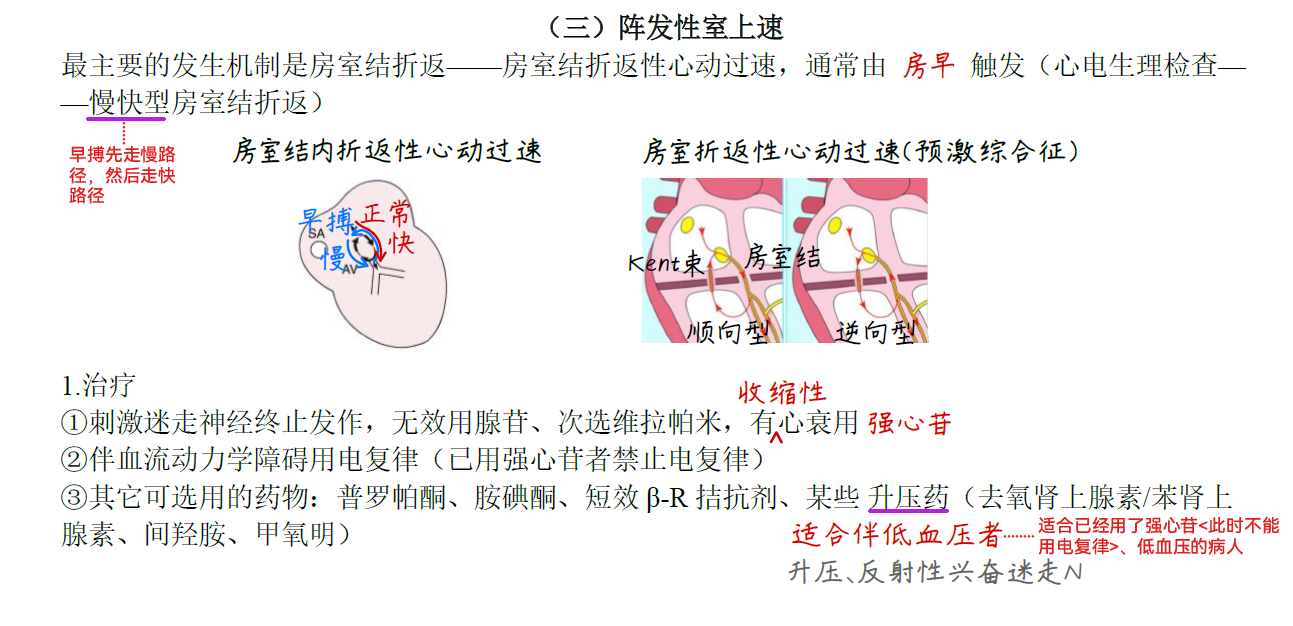 （三）阵发性室上速
最主要的发生机制是房室结折返——房室结折返性心动过速，通常由 房早 触发（心电生理检查—
—慢快型房室结折返）
早搏先走慢路
径，然后走快
路径
房室结内折返性心动过速
房室折返性心动过速(预激综合征)
早搏
正常
SA
慢
快
AV
Kent束
房室结
顺向型
逆向型
1.治疗
收缩性
①刺激迷走神经终止发作，无效用腺苷、次选维拉帕米，有心衰用 强心苷
②伴血流动力学障碍用电复律（已用强心苷者禁止电复律）
③其它可选用的药物：普罗帕酮、胺碘酮、短效 β-R 拮抗剂、某些 升压药（去氧肾上腺素/苯肾上
腺素、间羟胺、甲氧明）
适合伴低血压者
适合已经用了强心苷<此时不能
用电复律>、低血压的病人
升压、反射性兴奋迷走N